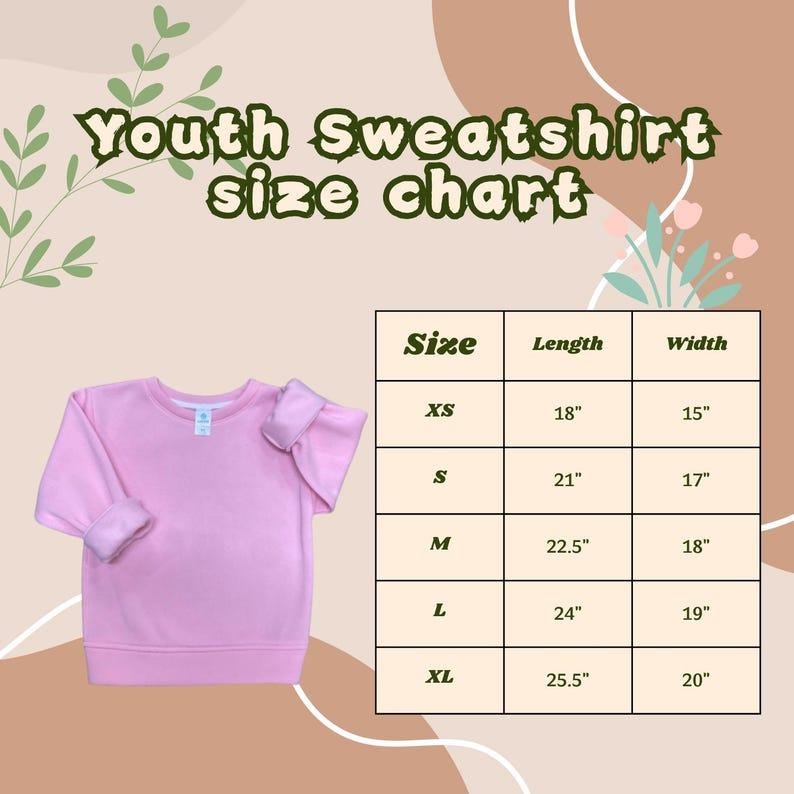 Youth Sweatshirt
size chart
Size Length Width
XS 18” 15”
S 21” 17”
M 22.5” 18”
L 24” 19”
XL 25.5” 20”